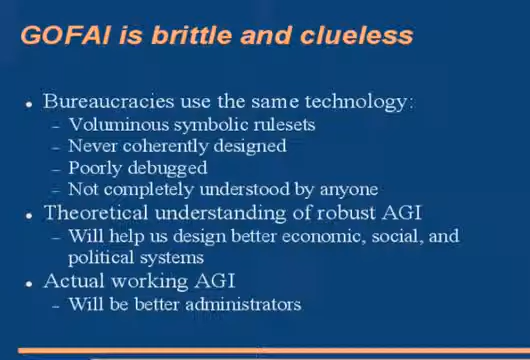 GOFAI is brittle and clueless
• Bureaucracies use the same technology:
– Voluminous symbolic rulesets
– Never coherently designed
– Poorly debugged
– Not completely understood by anyone
• Theoretical understanding of robust AGI
– Will help us design better economic, social, and
political systems
• Actual working AGI
– Will be better administrators